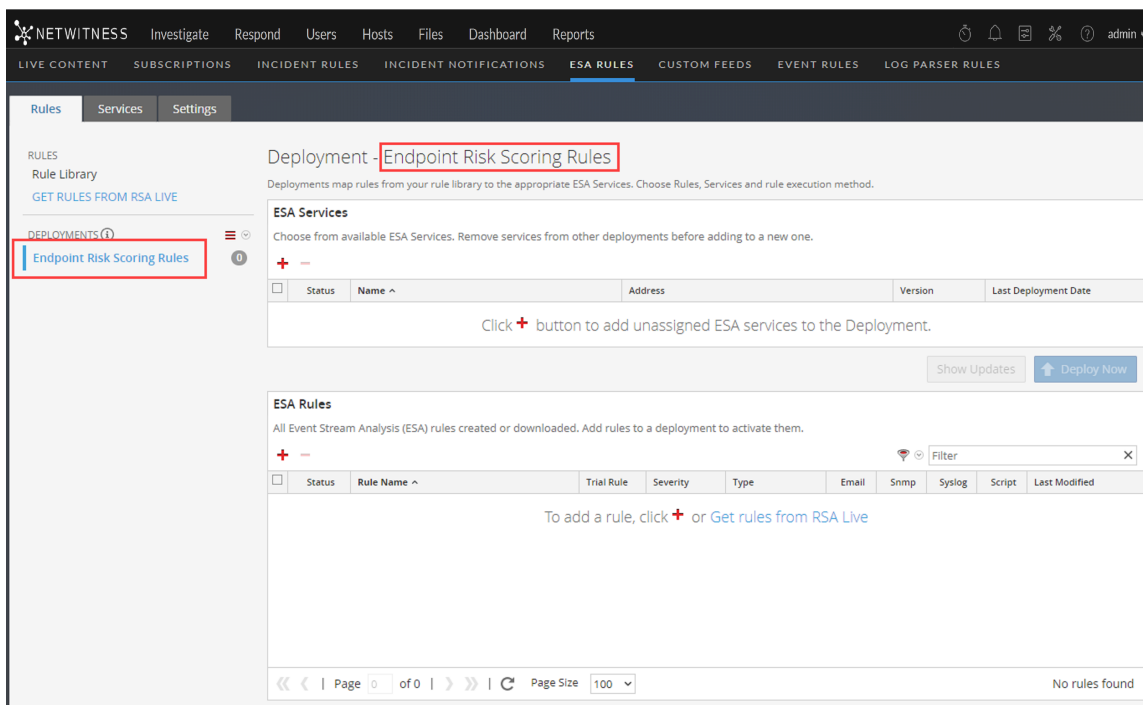 NETWITNESS Investigate Respond Users Hosts Files Dashboard Reports admin
LIVE CONTENT SUBSCRIPTIONS INCIDENT RULES INCIDENT NOTIFICATIONS ESA RULES CUSTOM FEEDS EVENT RULES LOG PARSER RULES
Rules Services Settings
RULES
Rule Library
GET RULES FROM RSA LIVE
DEPLOYMENTS
Endpoint Risk Scoring Rules 0
Deployment - Endpoint Risk Scoring Rules
Deployments map rules from your rule library to the appropriate ESA Services. Choose Rules, Services and rule execution method.
ESA Services
Choose from available ESA Services. Remove services from other deployments before adding to a new one.
Status Name Address Version Last Deployment Date
Click + button to add unassigned ESA services to the Deployment.
Show Updates Deploy Now
ESA Rules
All Event Stream Analysis (ESA) rules created or downloaded. Add rules to a deployment to activate them.
Filter
Status Rule Name Trial Rule Severity Type Email Snmp Syslog Script Last Modified
To add a rule, click + or Get rules from RSA Live
Page 0 of 0 | Page Size 100 No rules found